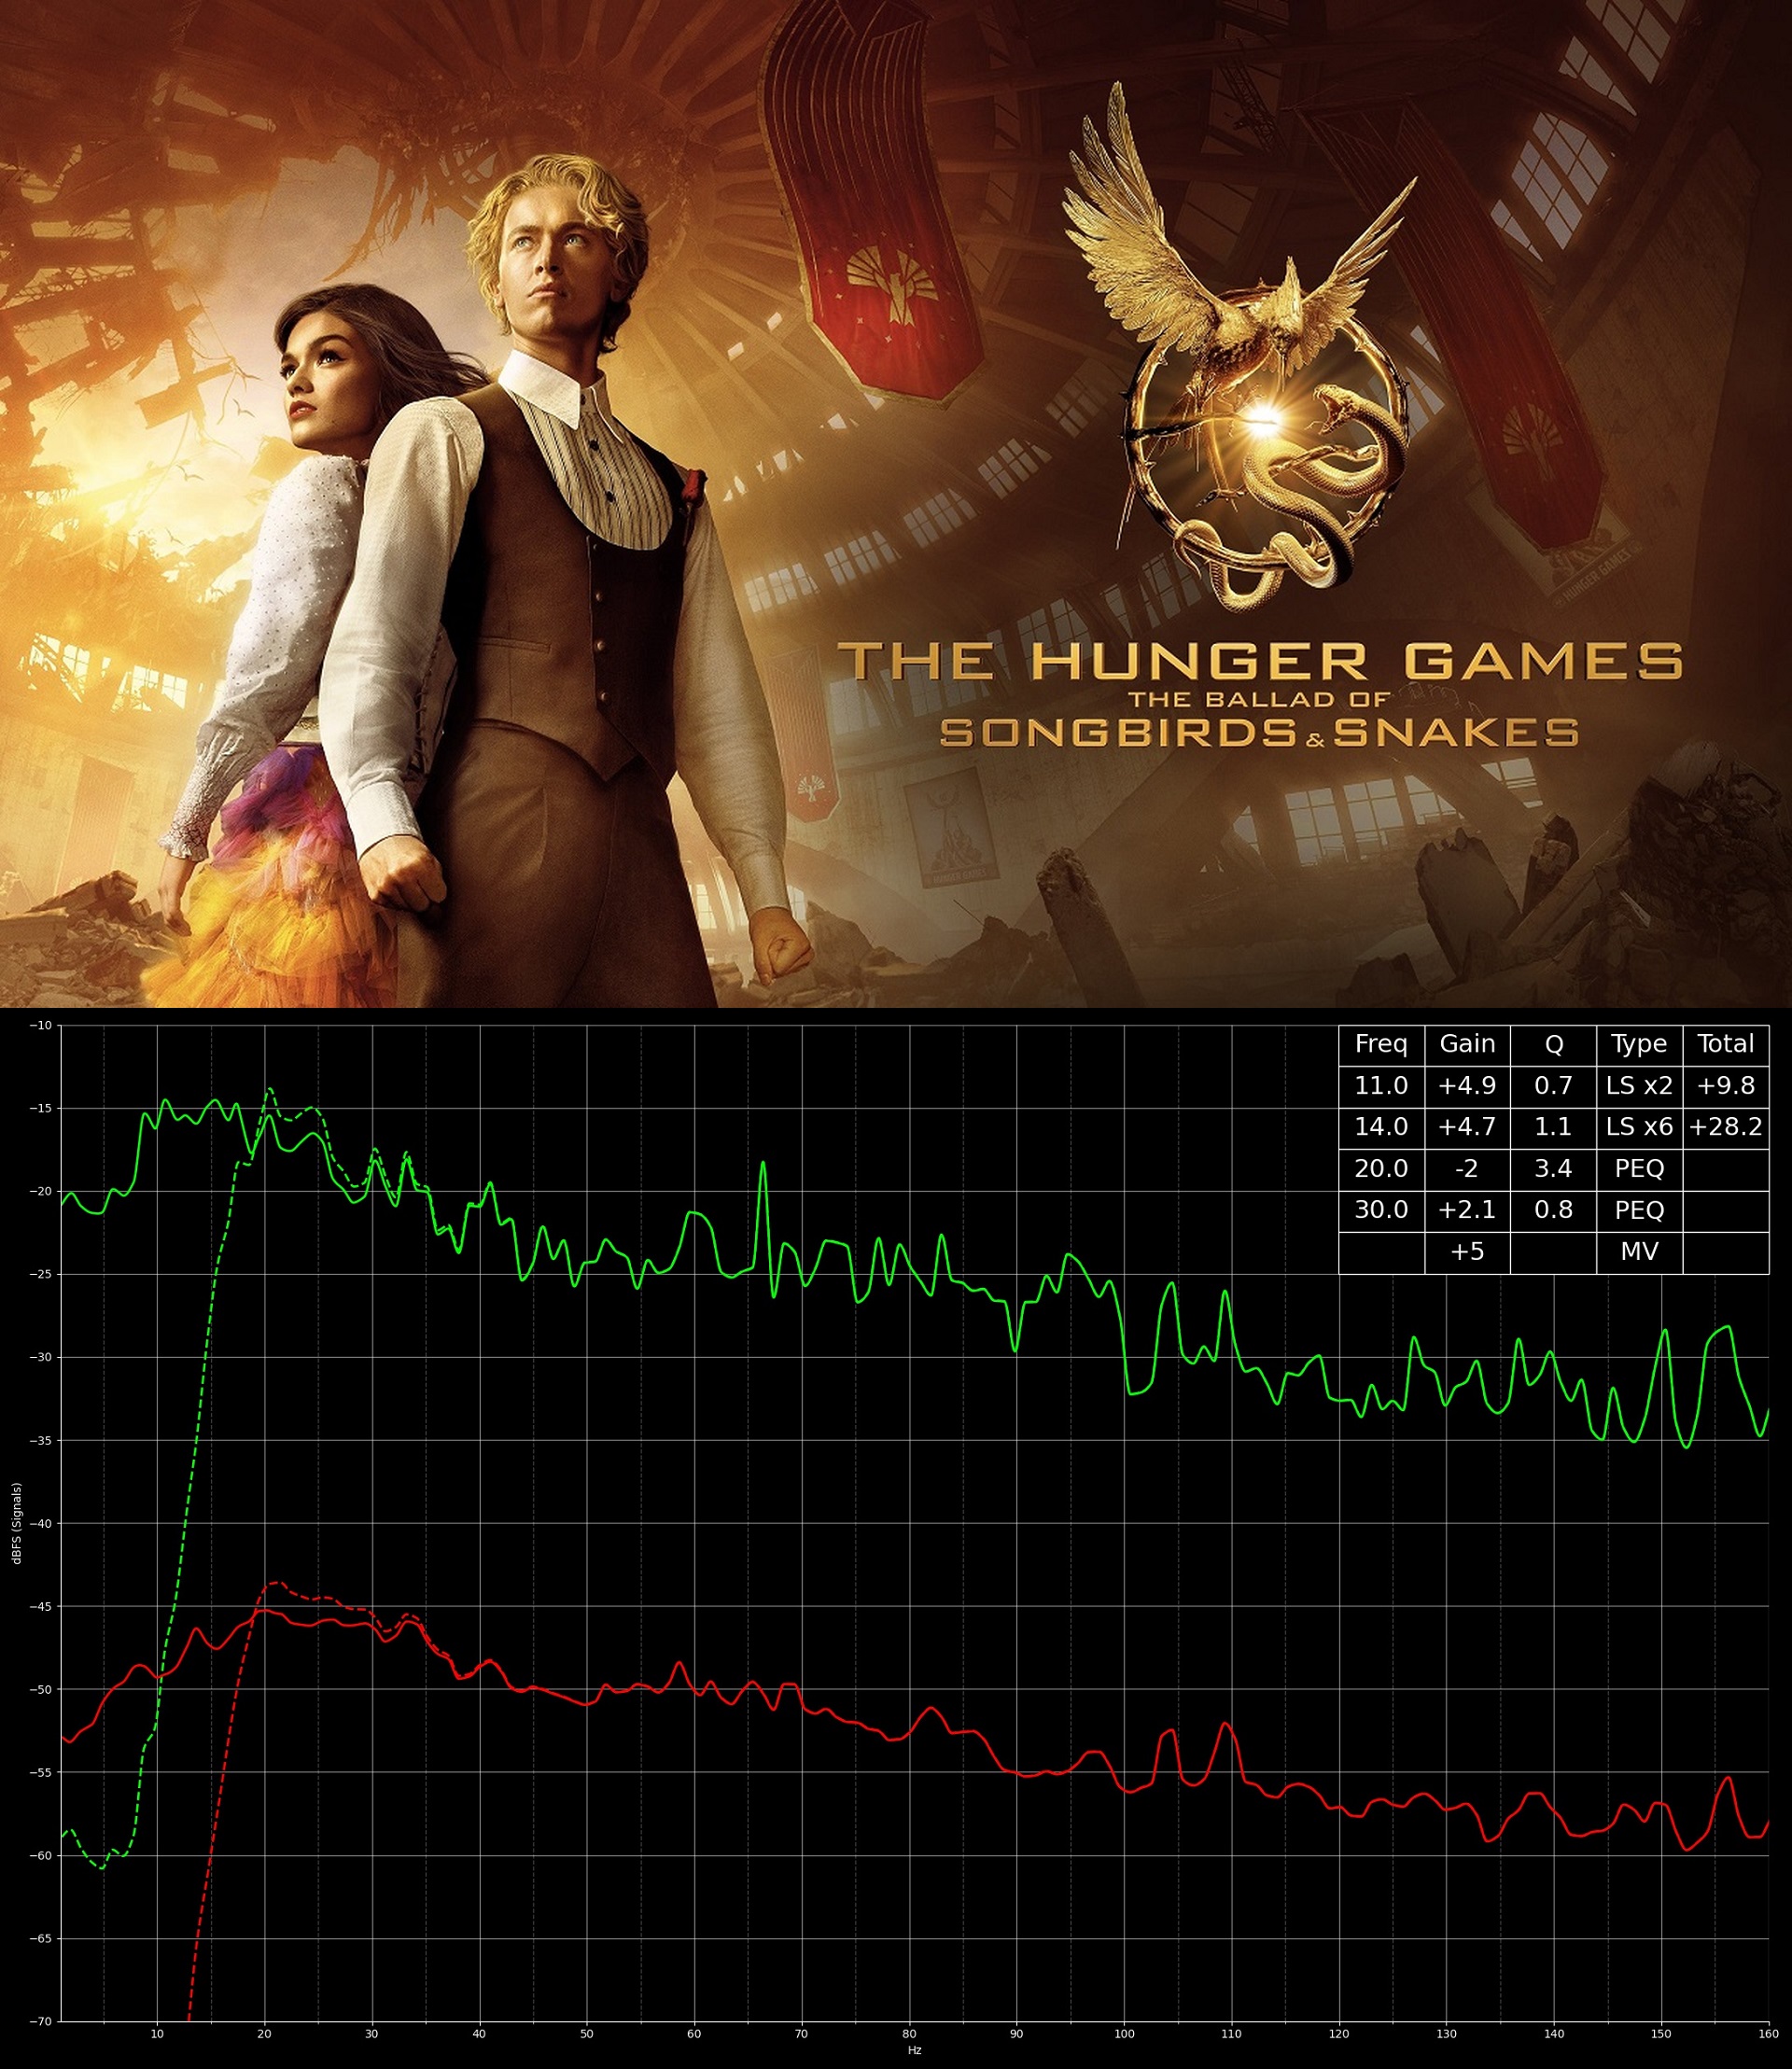 THE HUNGER GAMES
THE BALLAD OF
SONGBIRDS & SNAKES
HUNGER GAMES
HUNGER GAMES
Freq Gain Q Type Total
11.0 +4.9 0.7 LS x2 +9.8
14.0 +4.7 1.1 LS x6 +28.2
20.0 -2 3.4 PEQ
30.0 +2.1 0.8 PEQ
+5 MV
−10
−15
−20
−25
−30
−35
−40
−45
−50
−55
−60
−65
−70
dBFS (Signals)
10 20 30 40 50 60 70 80 90 100 110 120 130 140 150 160
Hz